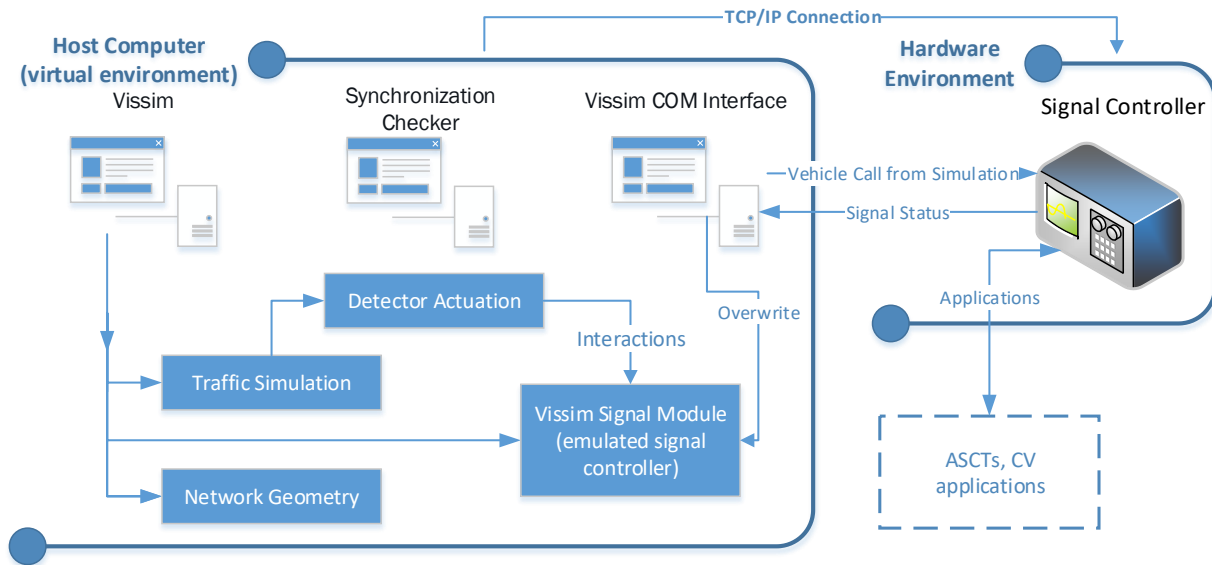 TCP/IP Connection
Host Computer
(virtual environment)
Hardware
Environment
Vissim
Synchronization
Checker
Vissim COM Interface
Signal Controller
Vehicle Call from Simulation
Signal Status
Detector Actuation
Overwrite
Applications
Interactions
Traffic Simulation
Vissim Signal Module
(emulated signal
controller)
ASCTs, CV
applications
Network Geometry